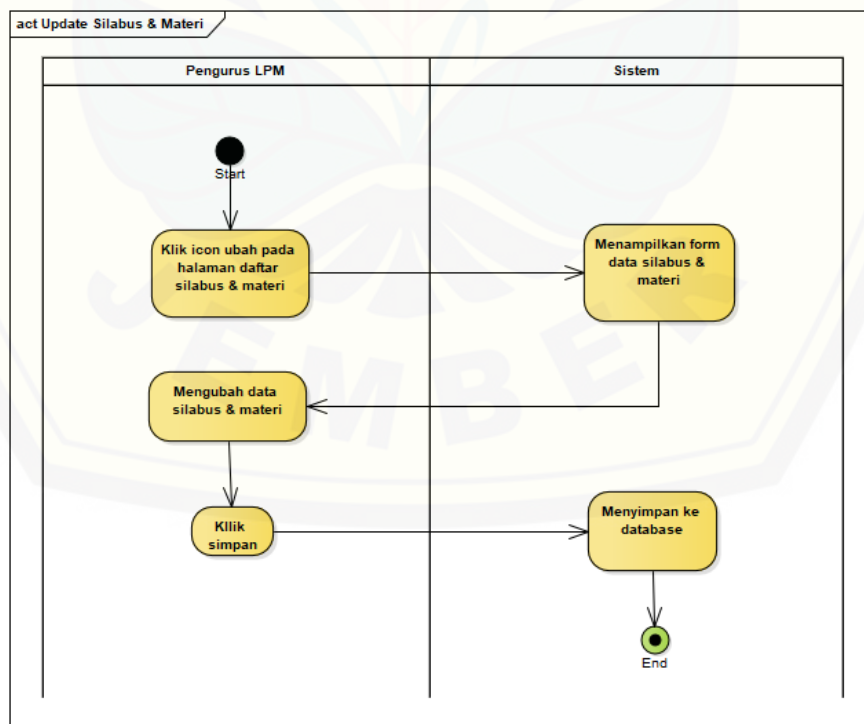 act Update Silabus & Materi
Pengurus LPM
Sistem
Start
Klik icon ubah pada
halaman daftar
silabus & materi
Menampilkan form
data silabus &
materi
Mengubah data
silabus & materi
Kllik
simpan
Menyimpan ke
database
End
JEMBER